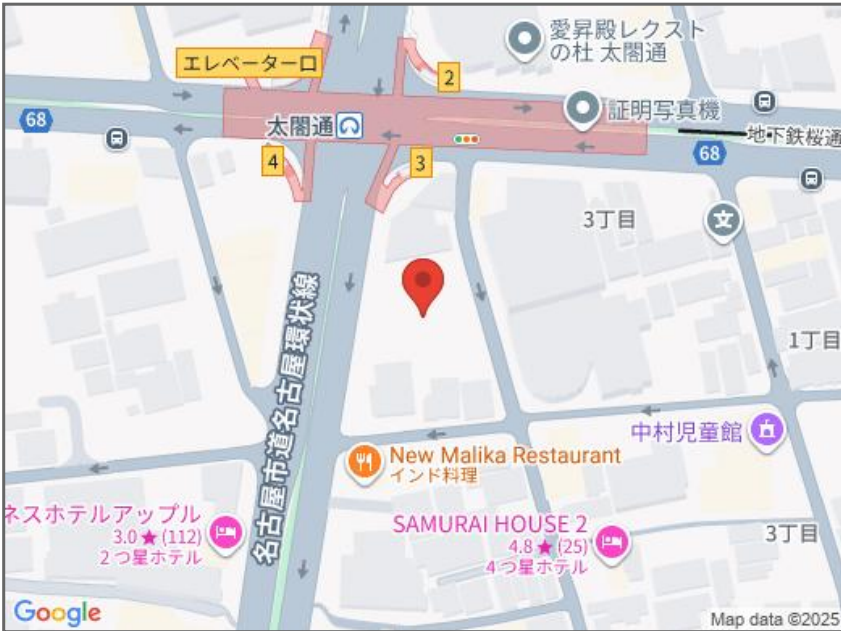 愛昇殿レクスト
の杜 太閤通
エレベーター口
2
証明写真機
68
太閤通
地下鉄桜通
68
4
3
3丁目
文
名古屋市道名古屋環状線
1丁目
中村児童館
New Malika Restaurant
インド料理
ネスホテルアップル
3.0★(112)
2 つ星ホテル
SAMURAI HOUSE 2
4.8★(25)
4 つ星ホテル
3丁目
Google
Map data ©2025